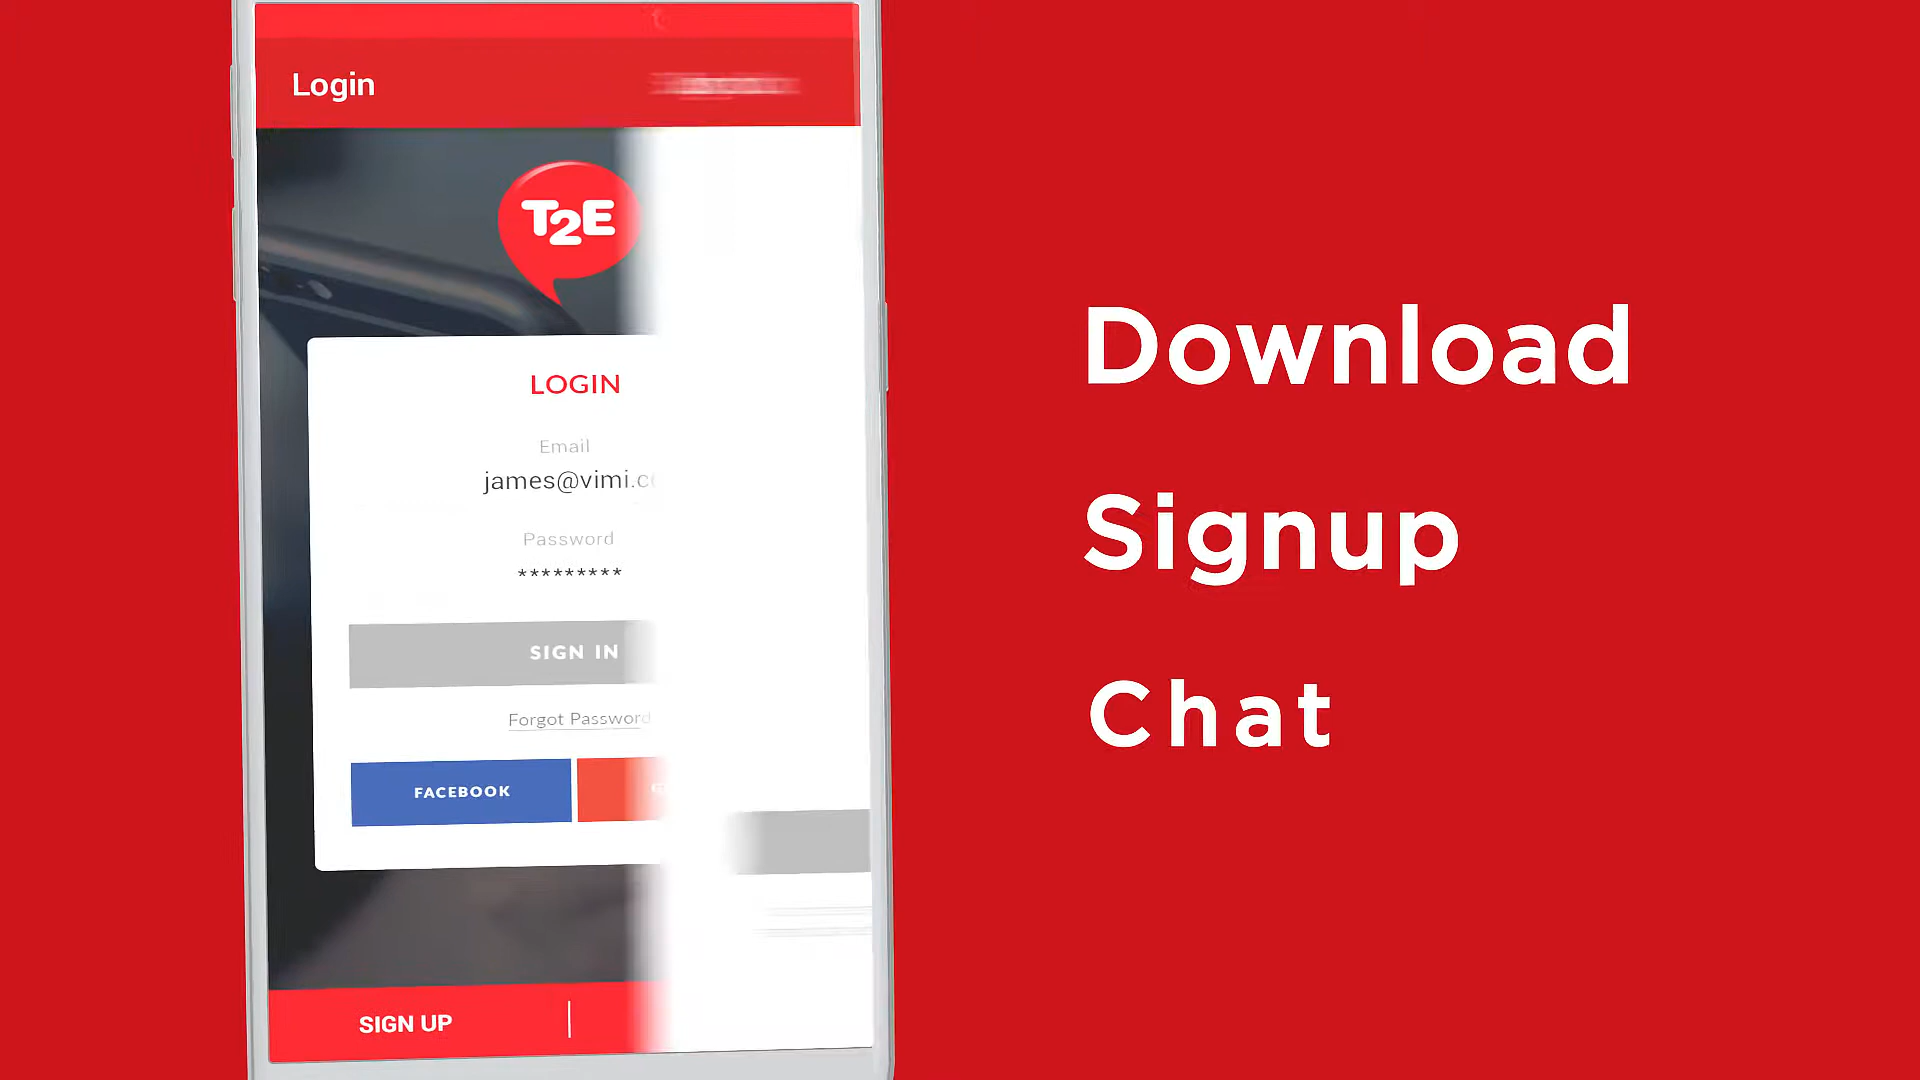 Login
T2E
LOGIN
Email
james@vimi.c
Password
*********
SIGN IN
Forgot Password
FACEBOOK
SIGN UP
Download
Signup
Chat